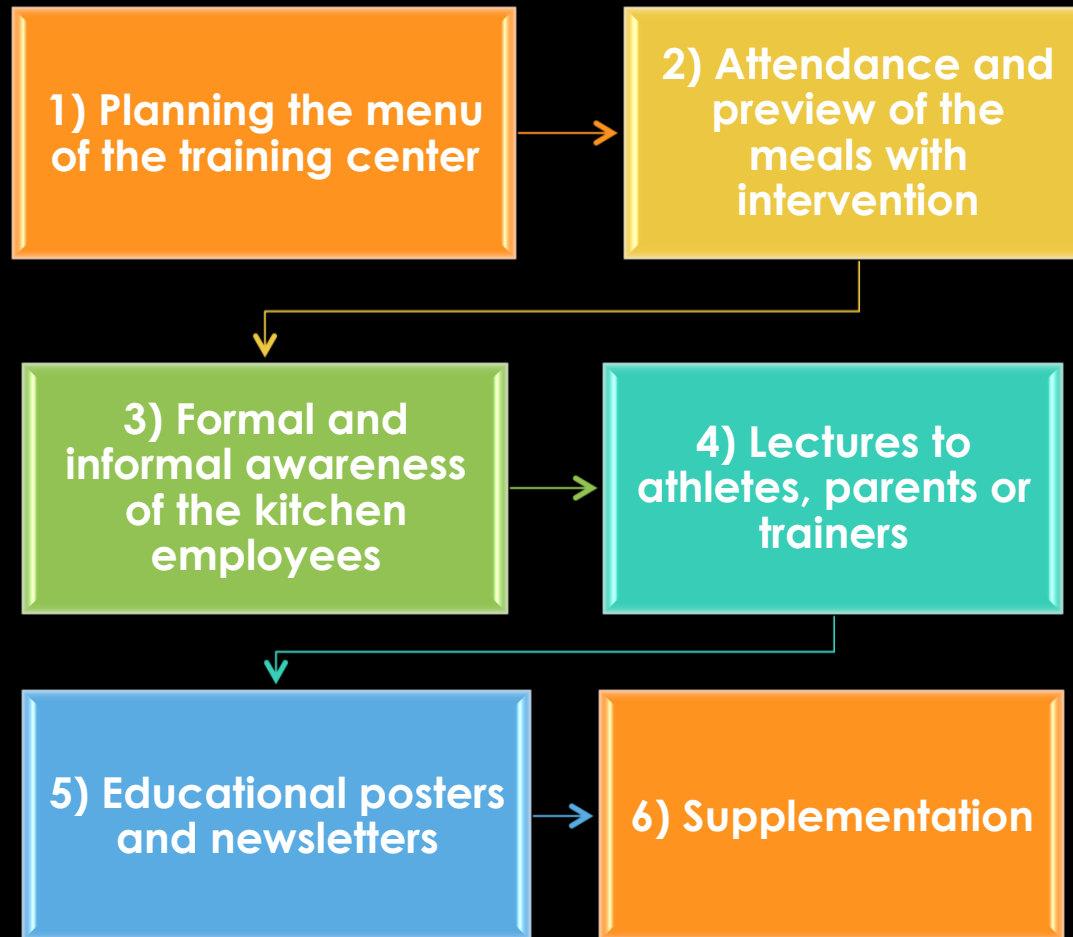 1) Planning the menu
of the training center
2) Attendance and
preview of the
meals with
intervention
3) Formal and
informal awareness
of the kitchen
employees
4) Lectures to
athletes, parents or
trainers
5) Educational posters
and newsletters
6) Supplementation